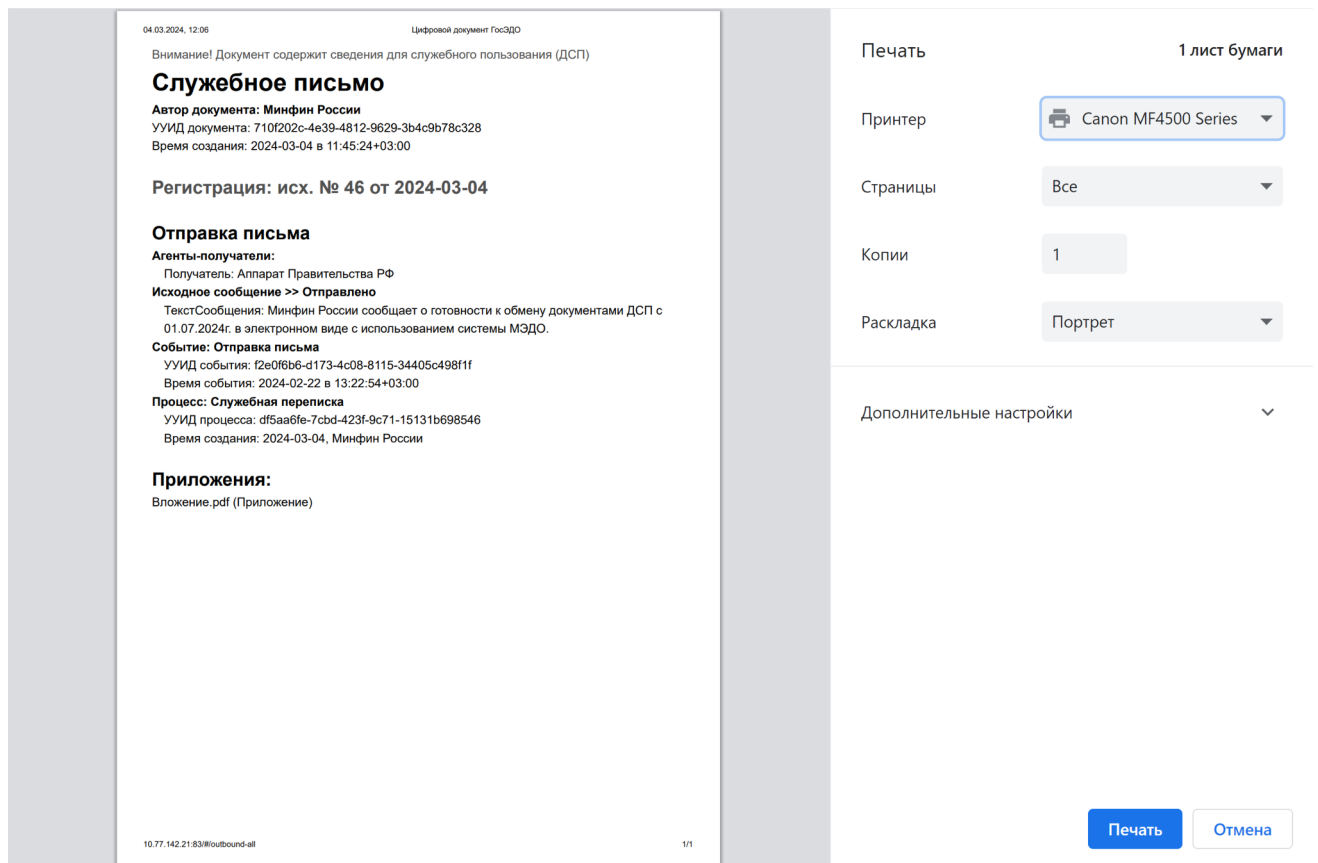 04.03.2024, 12:06 Цифровой документ ГосЭДО
Внимание! Документ содержит сведения для служебного пользования (ДСП)
Служебное письмо
Автор документа: Минфин России
УУИД документа: 710f202c-4e39-4812-9629-3b4c9b78c328
Время создания: 2024-03-04 в 11:45:24+03:00
Регистрация: исх. № 46 от 2024-03-04
Отправка письма
Агенты-получатели:
Получатель: Аппарат Правительства РФ
Исходное сообщение >> Отправлено
ТекстСообщения: Минфин России сообщает о готовности к обмену документами ДСП с
01.07.2024г. в электронном виде с использованием системы МЭДО.
Событие: Отправка письма
УУИД события: f2e0f6b6-d173-4c08-8115-34405c498f1f
Время события: 2024-02-22 в 13:22:54+03:00
Процесс: Служебная переписка
УУИД процесса: df5aa6fe-7cbd-423f-9c71-15131b698546
Время создания: 2024-03-04, Минфин России
Приложения:
Вложение.pdf (Приложение)
10.77.142.21:83/#/outbound-all 1/1
Печать 1 лист бумаги
Принтер Canon MF4500 Series
Страницы Все
Копии 1
Раскладка Портрет
Дополнительные настройки
Печать Отмена